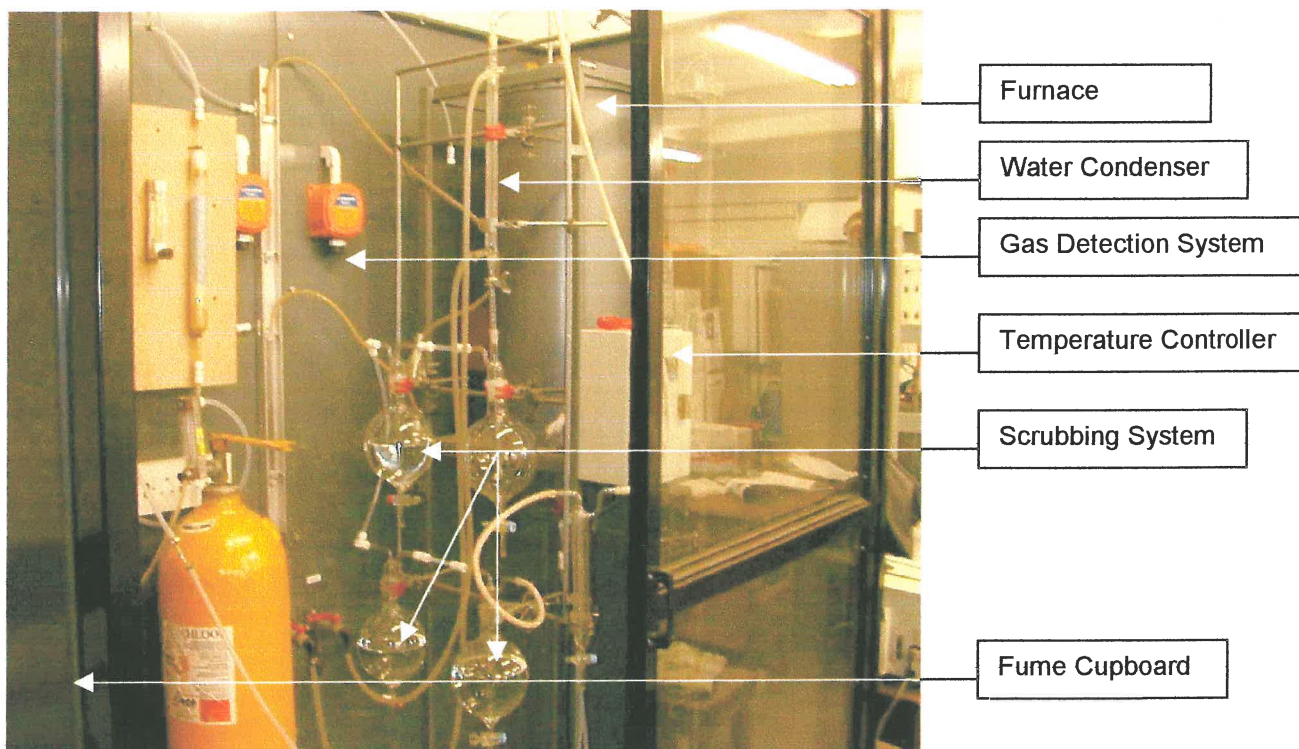 Furnace
Water Condenser
Gas Detection System
Temperature Controller
Scrubbing System
Fume Cupboard